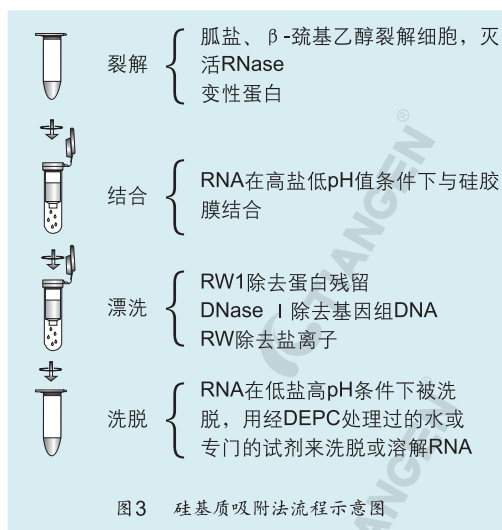 裂解
胍盐、β-巯基乙醇裂解细胞，灭
活RNase
变性蛋白
结合
RNA在高盐低pH值条件下与硅胶
膜结合
漂洗
RW1除去蛋白残留
DNase Ⅰ除去基因组DNA
RW除去盐离子
洗脱
RNA在低盐高pH条件下被洗
脱，用经DEPC处理过的水或
专门的试剂来洗脱或溶解RNA
图3 硅基质吸附法流程示意图
TIANGEN
®